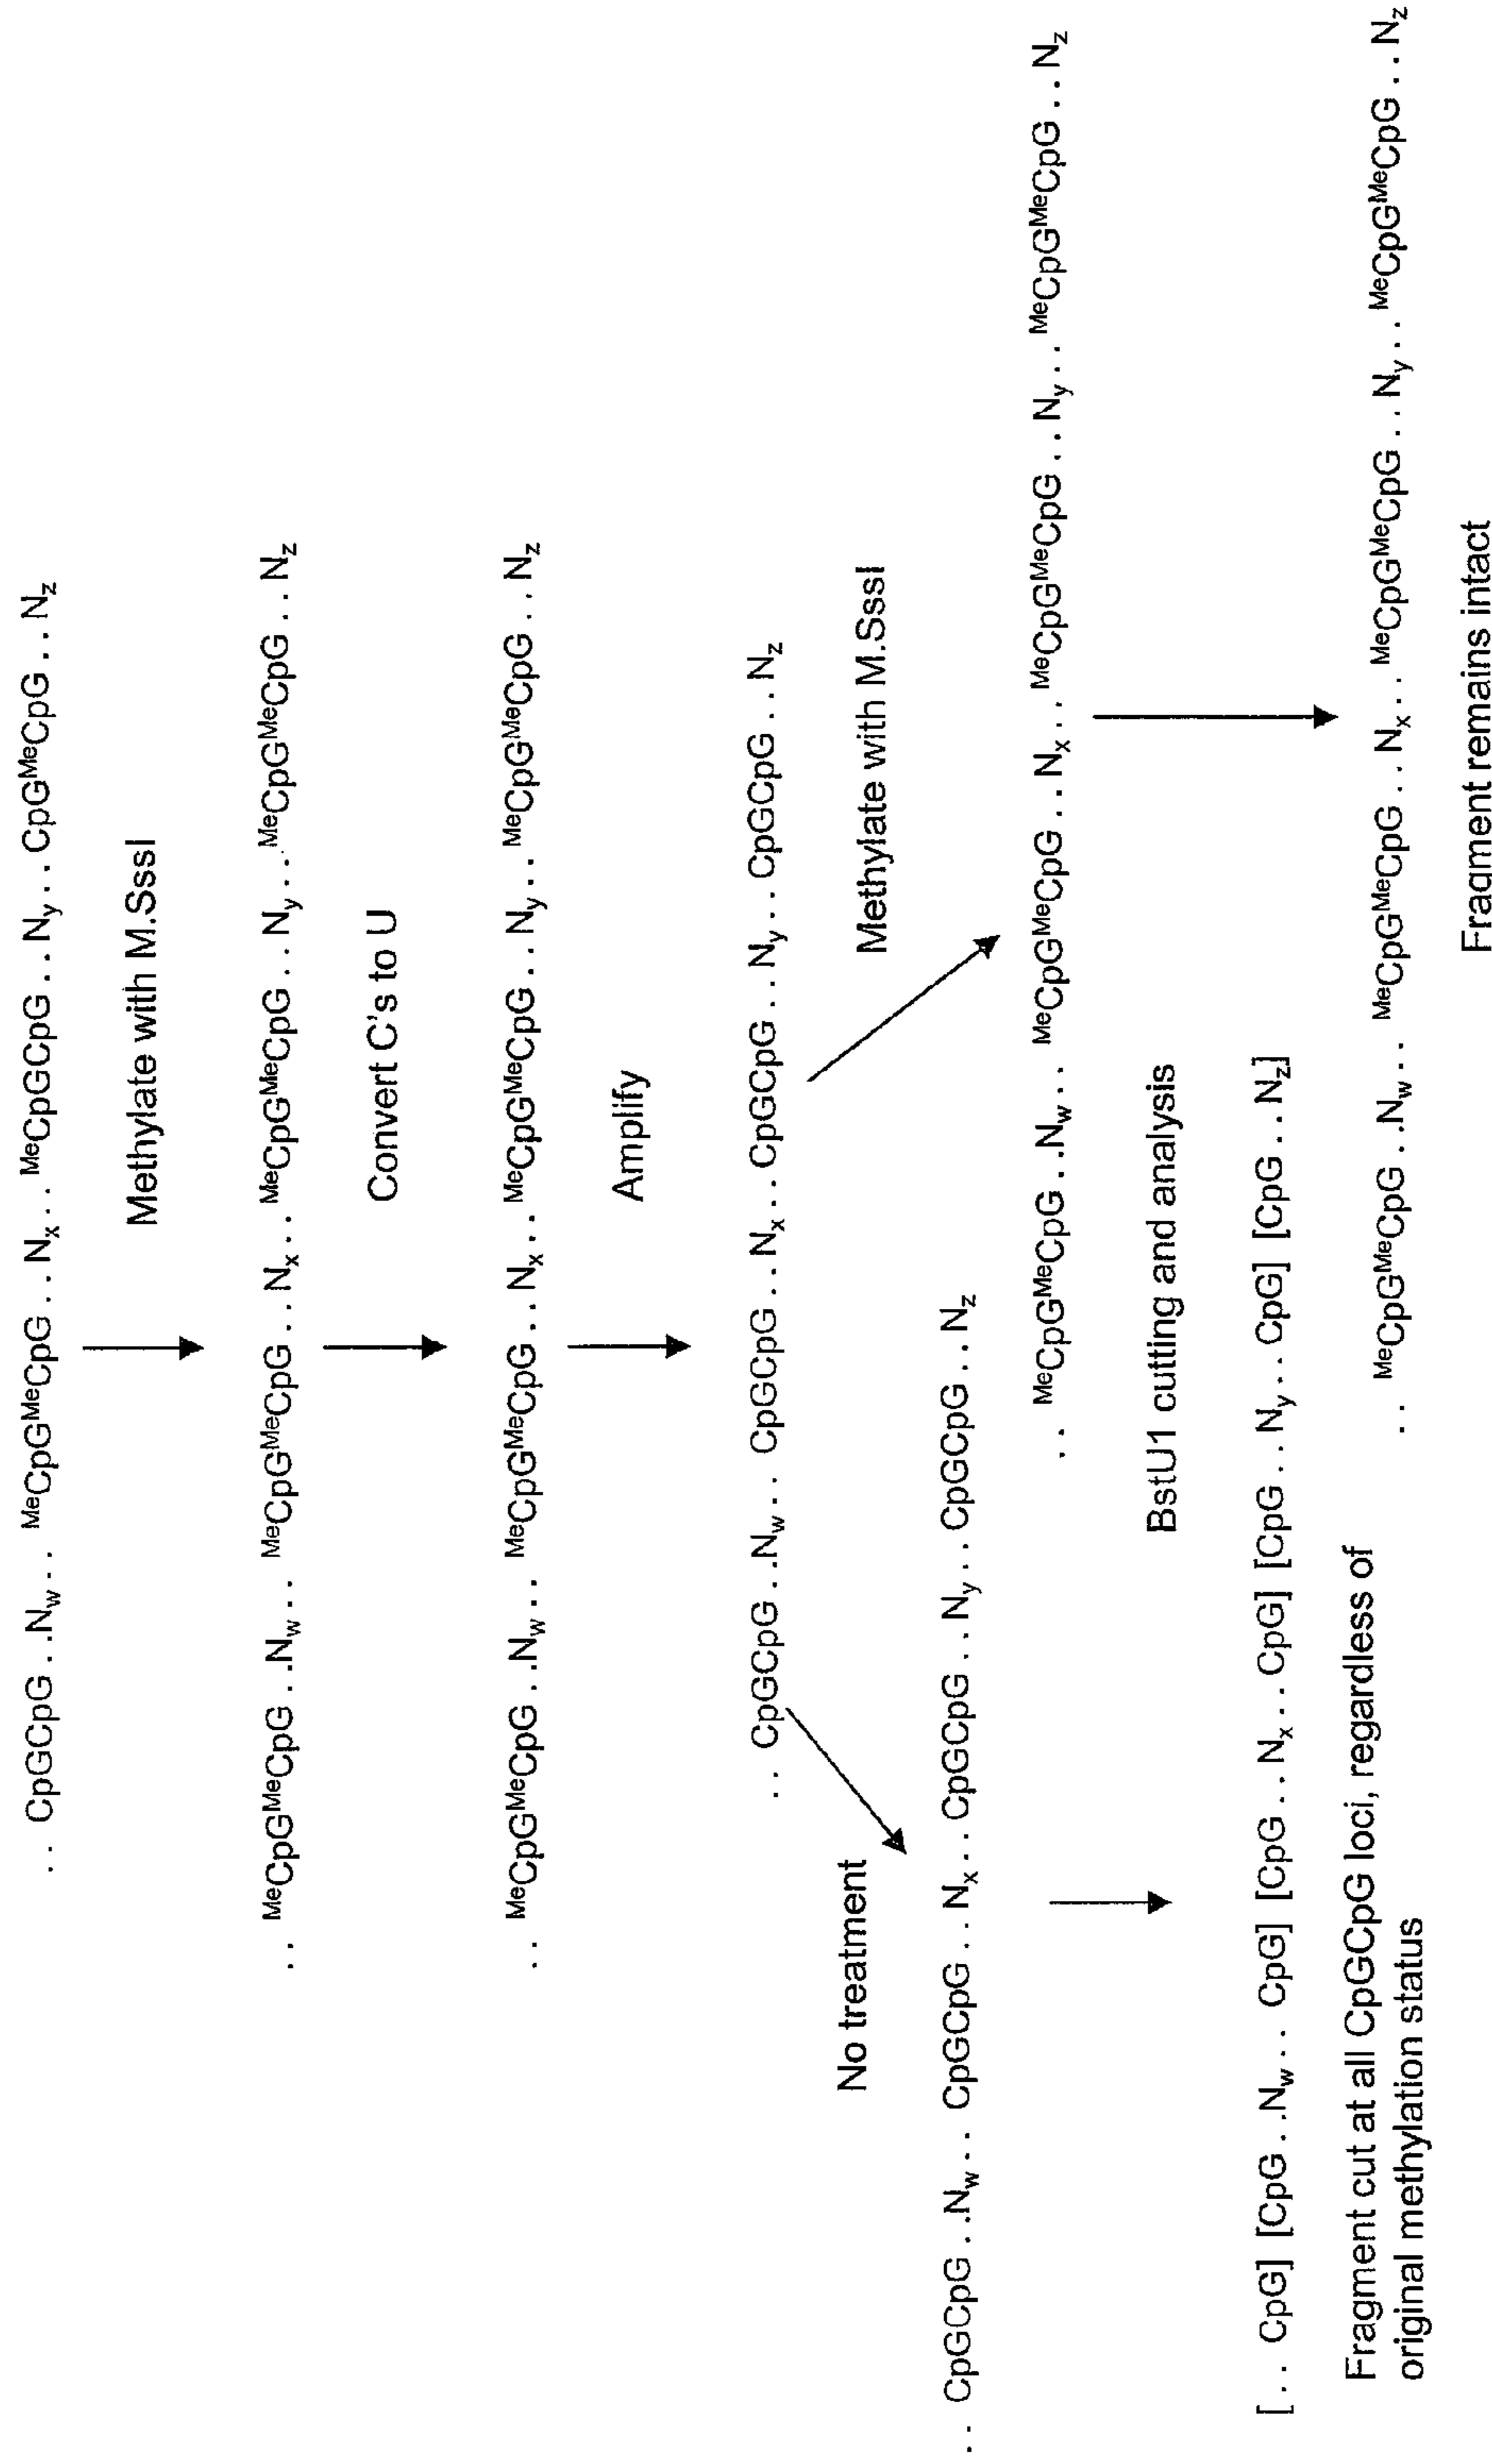 .. CpGCpG ..Nw.. MeCpGMeCpG ..Nx.. MeCpGCpG ..Ny.. CpGMeCpG ..Nz
Methylate with M.SssI
.. MeCpGMeCpG ..Nw.. MeCpGMeCpG ..Nx.. MeCpGMeCpG ..Ny.. MeCpGMeCpG ..Nz
Convert C's to U
.. MeCpGMeCpG ..Nw.. MeCpGMeCpG ..Nx.. MeCpGMeCpG ..Ny.. MeCpGMeCpG ..Nz
Amplify
.. CpGCpG ..Nw.. CpGCpG ..Nx.. CpGCpG ..Ny.. CpGCpG ..Nz
No treatment
Methylate with M.SssI
.. CpGCpG ..Nw.. CpGCpG ..Nx.. CpGCpG ..Ny.. CpGCpG ..Nz
.. MeCpGMeCpG ..Nw.. MeCpGMeCpG ..Nx.. MeCpGMeCpG ..Ny.. MeCpGMeCpG ..Nz
BstU1 cutting and analysis
[.. CpG] [CpG ..Nw.. CpG] [CpG ..Nx.. CpG] [CpG ..Ny.. CpG] [CpG ..Nz]
Fragment cut at all CpGCpG loci, regardless of
original methylation status
.. MeCpGMeCpG ..Nw.. MeCpGMeCpG ..Nx.. MeCpGMeCpG ..Ny.. MeCpGMeCpG ..Nz
Fragment remains intact